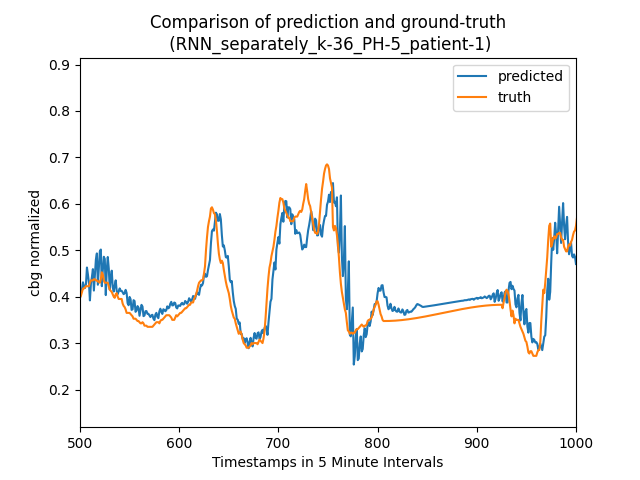 Comparison of prediction and ground-truth
(RNN_separately_k-36_PH-5_patient-1)
predicted
truth
cbg normalized
0.9
0.8
0.7
0.6
0.5
0.4
0.3
0.2
500 600 700 800 900 1000
Timestamps in 5 Minute Intervals